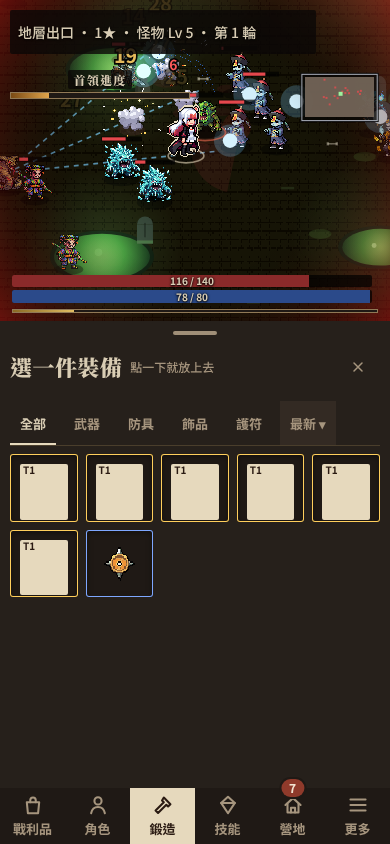 28
地層出口 · 1★ · 怪物 Lv 5 · 第 1 輪
19
6
首領進度
27
116 / 140
78 / 80
選一件裝備 點一下就放上去 ×
全部 武器 防具 飾品 護符 最新 ▾
T1 T1 T1 T1 T1
T1
7
戰利品 角色 鍛造 技能 營地 更多